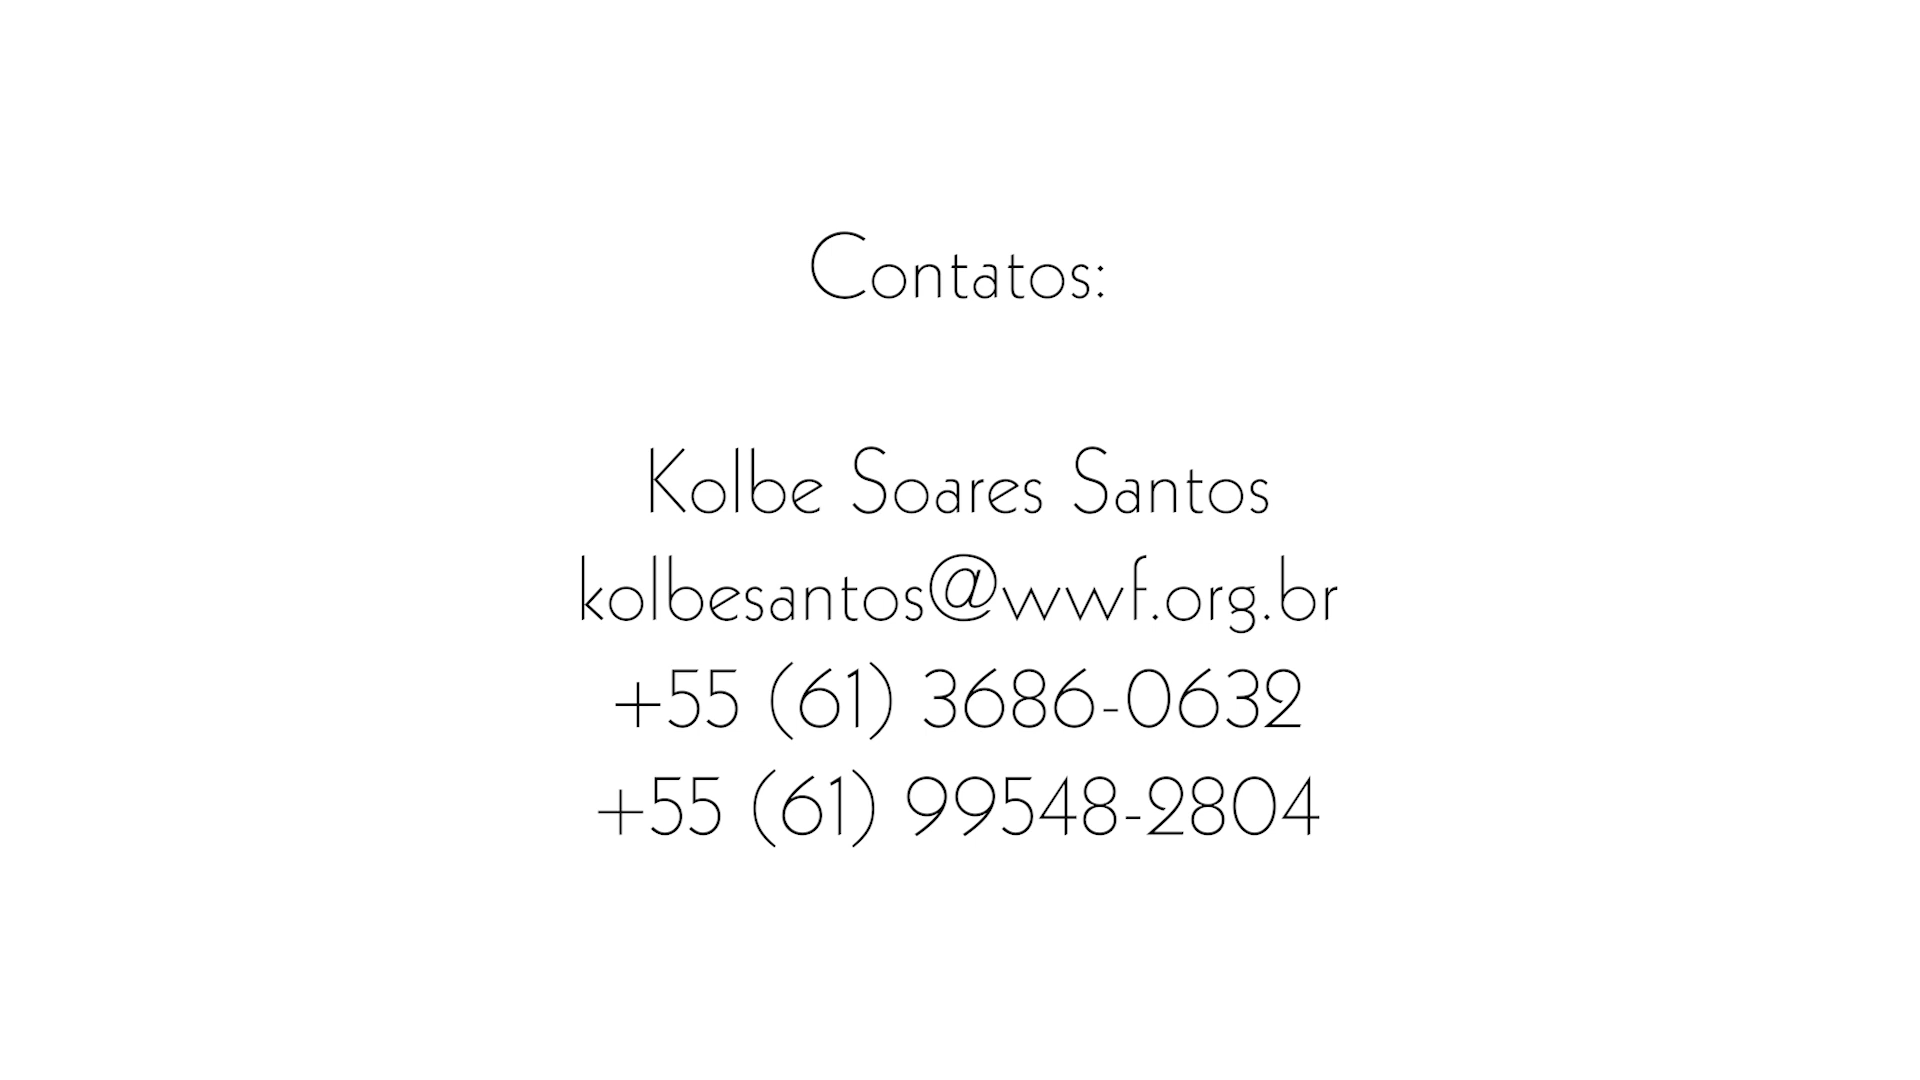 Contatos:
Kolbe Soares Santos
kolbesantos@wwf.org.br
+55 (61) 3686-0632
+55 (61) 99548-2804